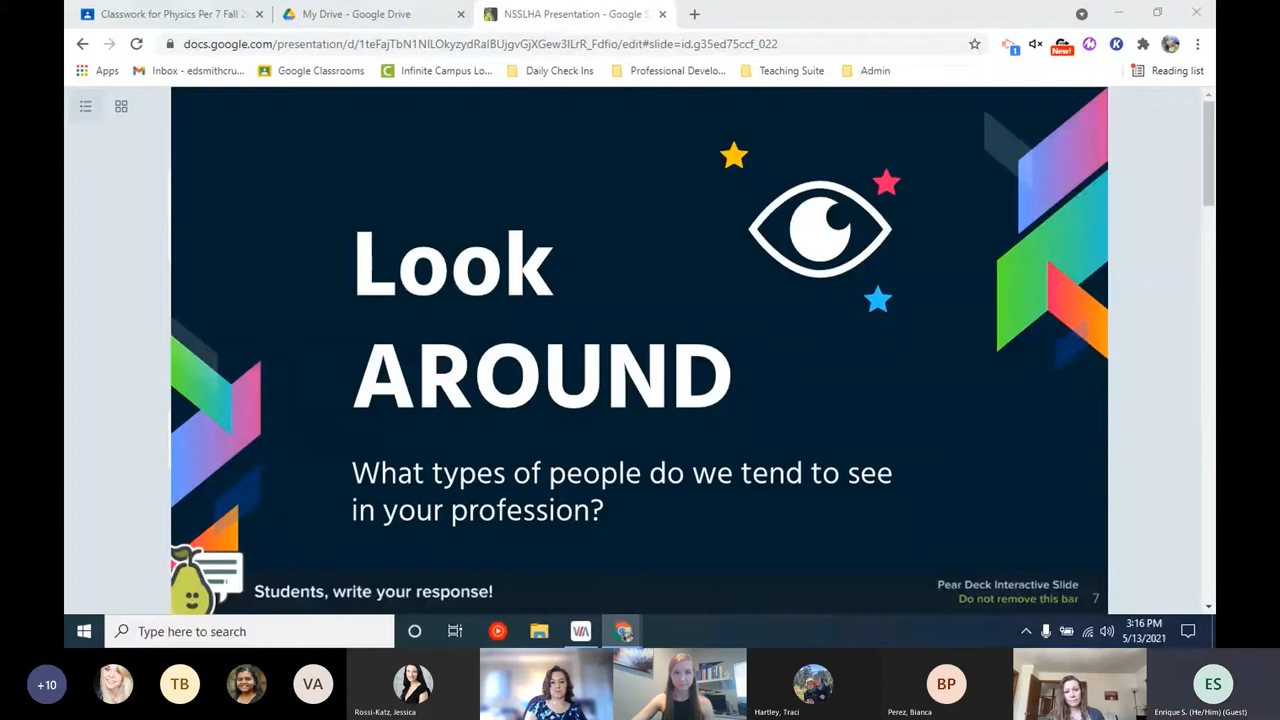 Classwork for Physics Per 7 Fall 2
My Drive - Google Drive
NSSLHA Presentation - Google S
docs.google.com/presentation/d/1
/edit#slide=id.g35ed75ccf_022
Apps
Inbox - edsmithcru...
Google Classrooms
Infinite Campus Lo...
Daily Check Ins
Professional Develo...
Teaching Suite
Admin
Reading list
1
New!
K
Look
AROUND
What types of people do we tend to see
in your profession?
Students, write your response!
Pear Deck Interactive Slide
Do not remove this bar
7
Type here to search
VIA
3:16 PM
5/13/2021
+10
TB
VA
Rossi-Katz, Jessica
Hartley, Traci
BP
Perez, Bianca
ES
Enrique S. (He/Him) (Guest)